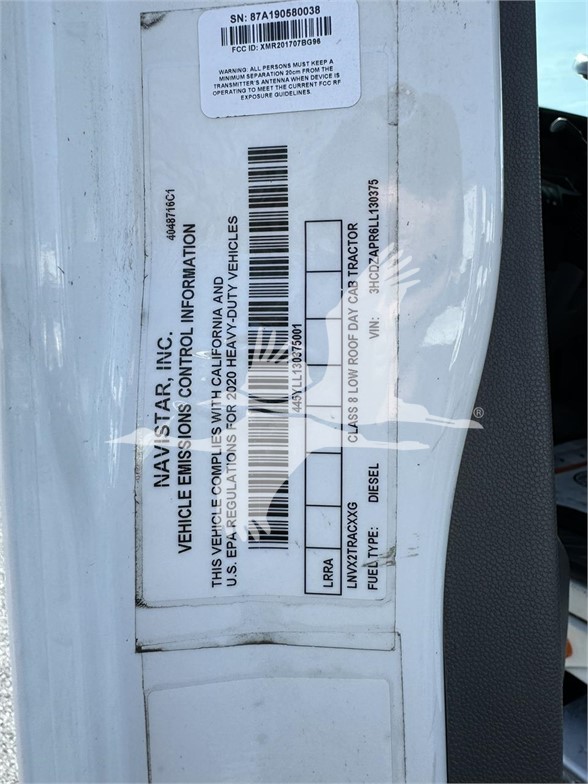 SN: 87A190580038
FCC ID: XMR201707BG96
WARNING: ALL PERSONS MUST KEEP A
MINIMUM SEPARATION 20cm FROM THE
TRANSMITTER'S ANTENNA WHEN DEVICE IS
OPERATING TO MEET THE CURRENT FCC RF
EXPOSURE GUIDELINES.
4048716C1
NAVISTAR, INC.
VEHICLE EMISSIONS CONTROL INFORMATION
THIS VEHICLE COMPLIES WITH CALIFORNIA AND
U.S. EPA REGULATIONS FOR 2020 HEAVY-DUTY VEHICLES
445YLL130375001
LRRA
LNVX2TRACXXG CLASS 8 LOW ROOF DAY CAB TRACTOR
FUEL TYPE: DIESEL VIN: 3HCDZAPR6LL130375
®